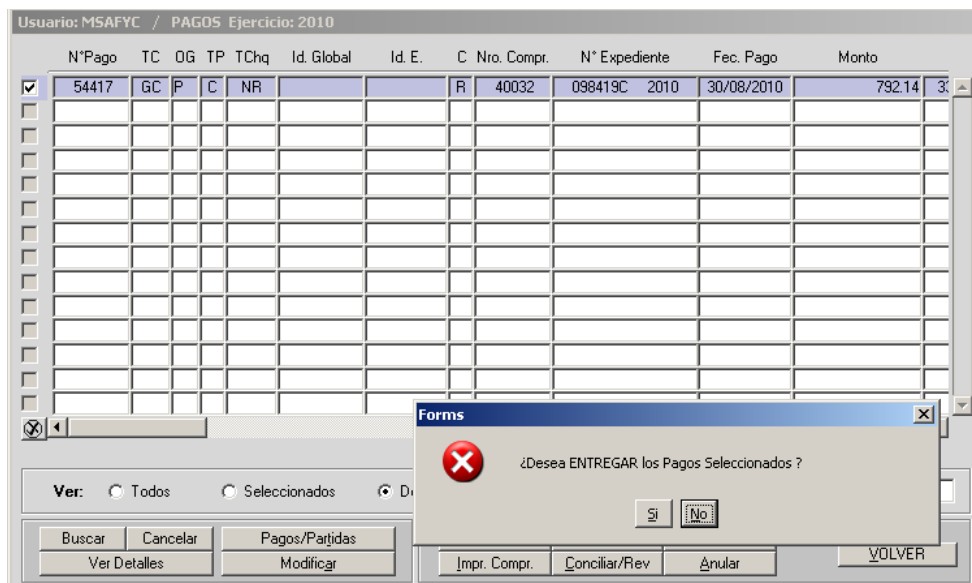 Usuario: MSAFYC / PAGOS Ejercicio: 2010
N°Pago TC OG TP TChq Id. Global Id. E. C Nro. Compr. N° Expediente Fec. Pago Monto
54417 GC P C NR R 40032 098419C 2010 30/08/2010 792.14
Forms
¿Desea ENTREGAR los Pagos Seleccionados ?
Si No
Ver: Todos Seleccionados
Buscar Cancelar Pagos/Partidas
Ver Detalles Modificar Impr. Compr. Conciliar/Rev Anular VOLVER